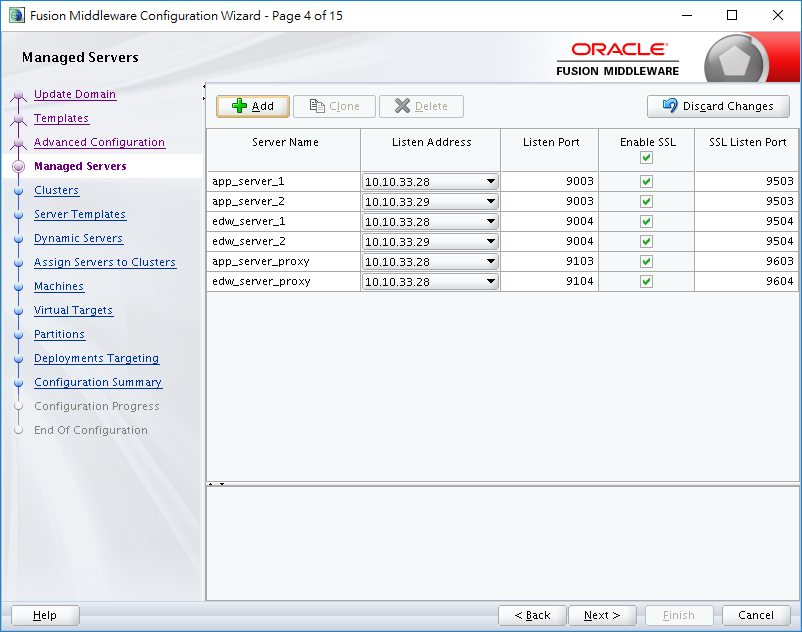 Fusion Middleware Configuration Wizard - Page 4 of 15
Managed Servers
ORACLE
FUSION MIDDLEWARE
Update Domain
Templates
Advanced Configuration
Managed Servers
Clusters
Server Templates
Dynamic Servers
Assign Servers to Clusters
Machines
Virtual Targets
Partitions
Deployments Targeting
Configuration Summary
Configuration Progress
End Of Configuration
Add Clone Delete Discard Changes
Server Name Listen Address Listen Port Enable SSL SSL Listen Port
app_server_1 10.10.33.28 9003 9503
app_server_2 10.10.33.29 9003 9503
edw_server_1 10.10.33.28 9004 9504
edw_server_2 10.10.33.29 9004 9504
app_server_proxy 10.10.33.28 9103 9603
edw_server_proxy 10.10.33.28 9104 9604
Help < Back Next > Finish Cancel